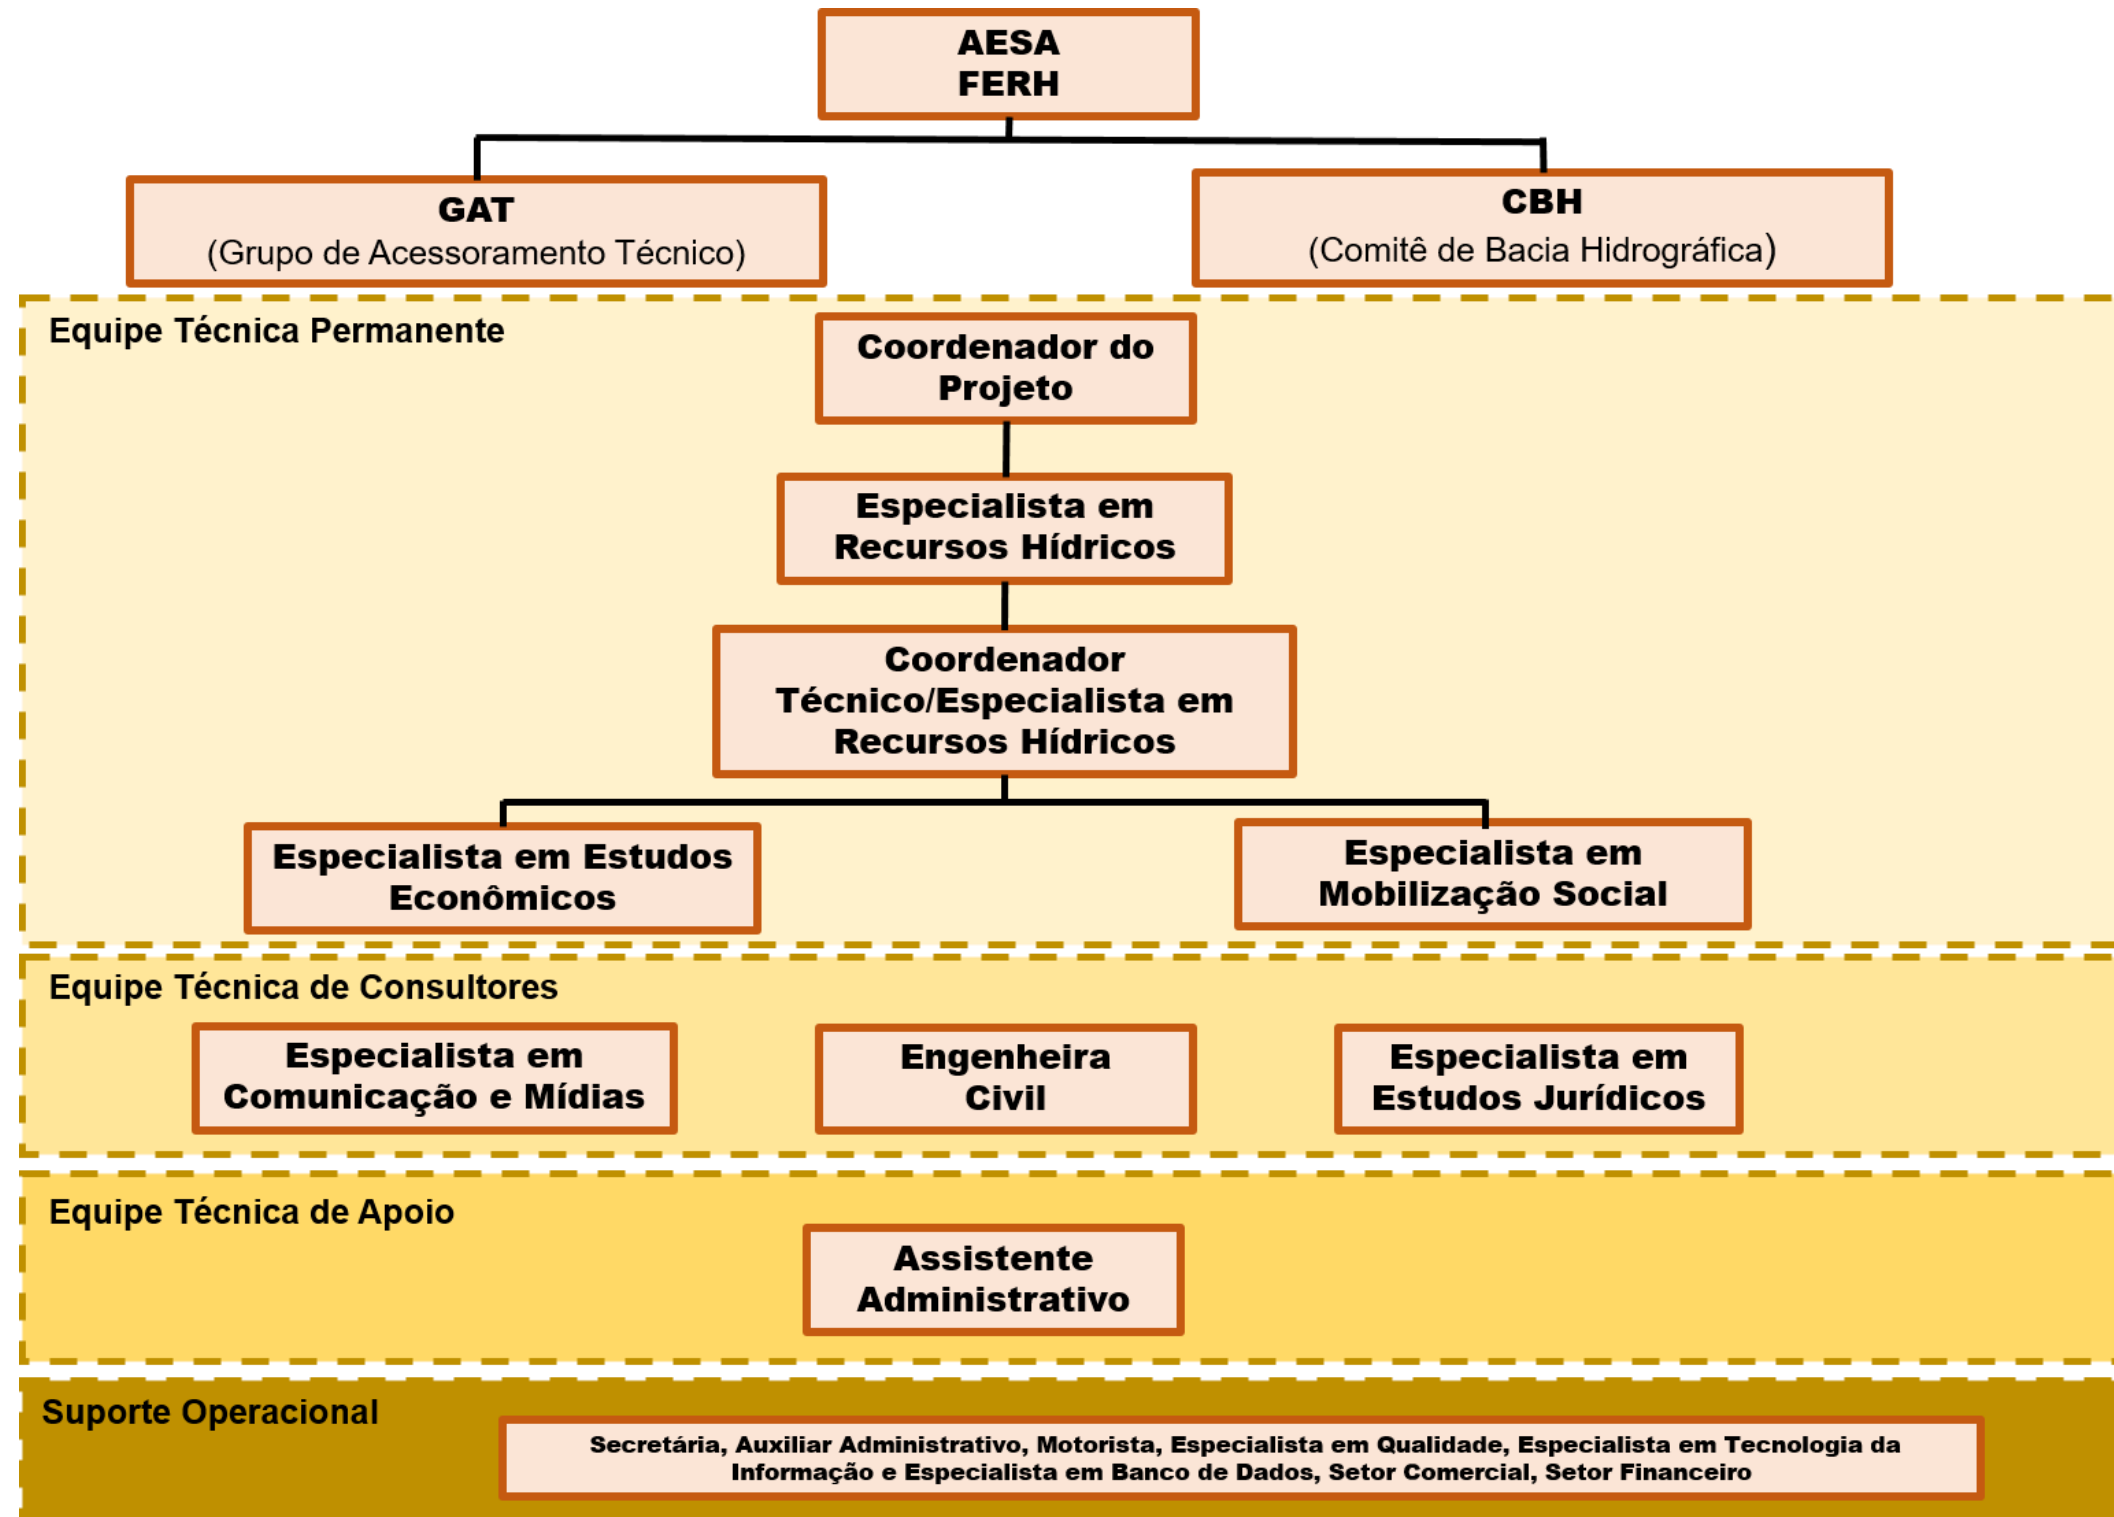 AESA
FERH
GAT
(Grupo de Acessoramento Técnico)
CBH
(Comitê de Bacia Hidrográfica)
Equipe Técnica Permanente
Coordenador do
Projeto
Especialista em
Recursos Hídricos
Coordenador
Técnico/Especialista em
Recursos Hídricos
Especialista em Estudos
Econômicos
Especialista em
Mobilização Social
Equipe Técnica de Consultores
Especialista em
Comunicação e Mídias
Engenheira
Civil
Especialista em
Estudos Jurídicos
Equipe Técnica de Apoio
Assistente
Administrativo
Suporte Operacional
Secretária, Auxiliar Administrativo, Motorista, Especialista em Qualidade, Especialista em Tecnologia da
Informação e Especialista em Banco de Dados, Setor Comercial, Setor Financeiro